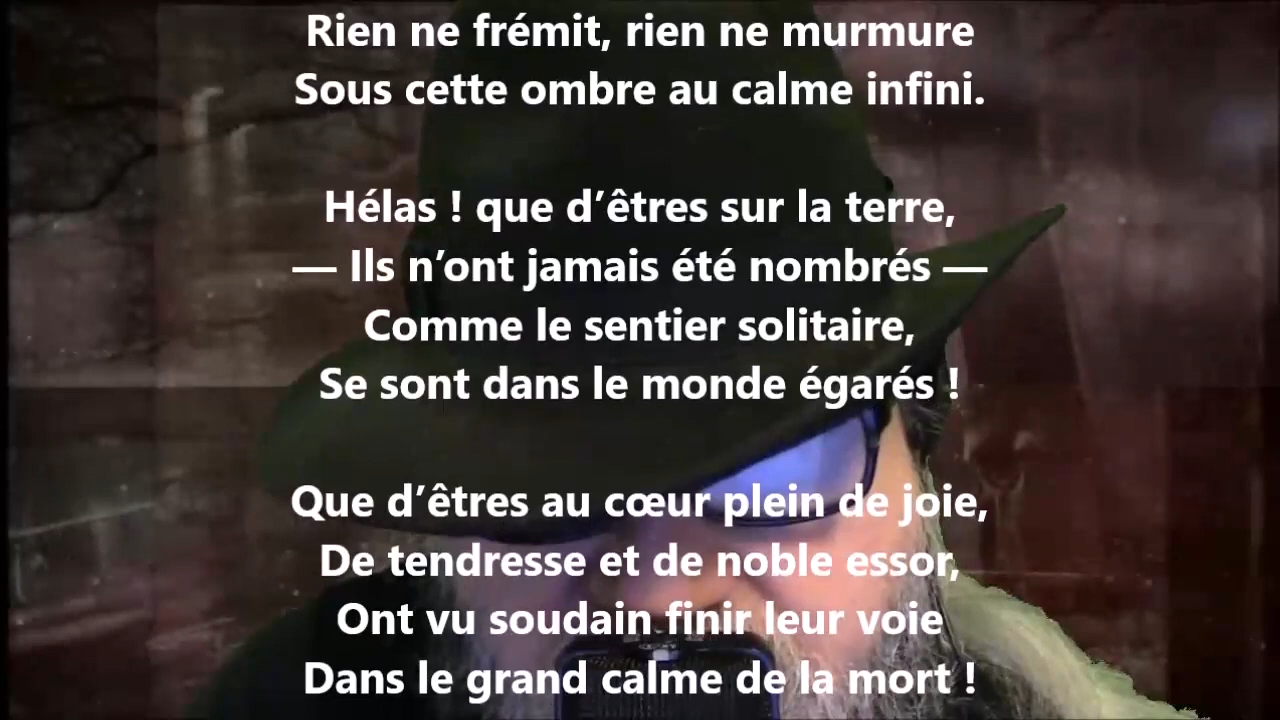 Rien ne frémit, rien ne murmure
Sous cette ombre au calme infini.
Hélas ! que d’êtres sur la terre,
— Ils n’ont jamais été nombrés —
Comme le sentier solitaire,
Se sont dans le monde égarés !
Que d’êtres au cœur plein de joie,
De tendresse et de noble essor,
Ont vu soudain finir leur voie
Dans le grand calme de la mort !